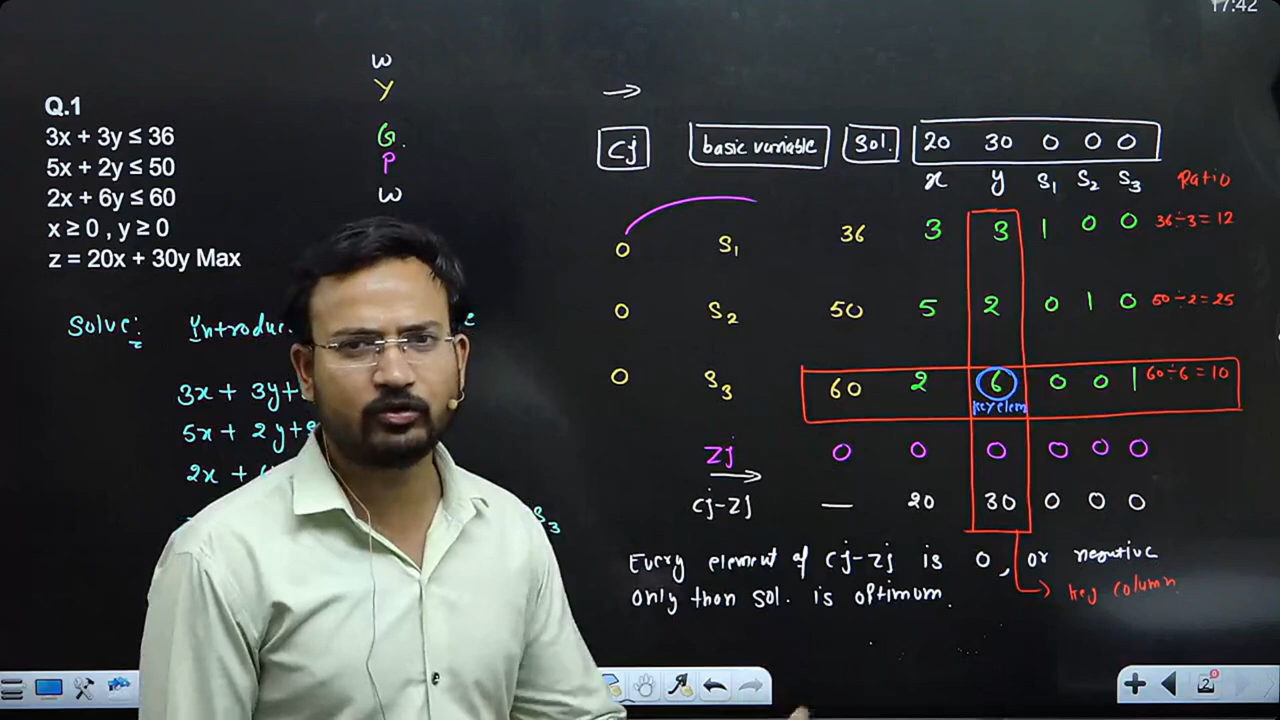 17:42
Q.1
3x + 3y ≤ 36
5x + 2y ≤ 50
2x + 6y ≤ 60
x ≥ 0 , y ≥ 0
z = 20x + 30y Max
W
Y
G.
P
W
Solve:
3x + 3y+
5x + 2y+
2x +
S3
→
Cj basic variable Sol. 20 30 0 0 0
x y S1 S2 S3 Ratio
0 S1 36 3 3 1 0 0 36÷3=12
0 S2 50 5 2 0 1 0 50÷2=25
0 S3 60 2 6 0 0 1 60÷6=10
key elem
Zj 0 0 0 0 0 0
Cj-Zj — 20 30 0 0 0
Every element of Cj-Zj is 0, or negative
only than sol. is optimum.
key column
2